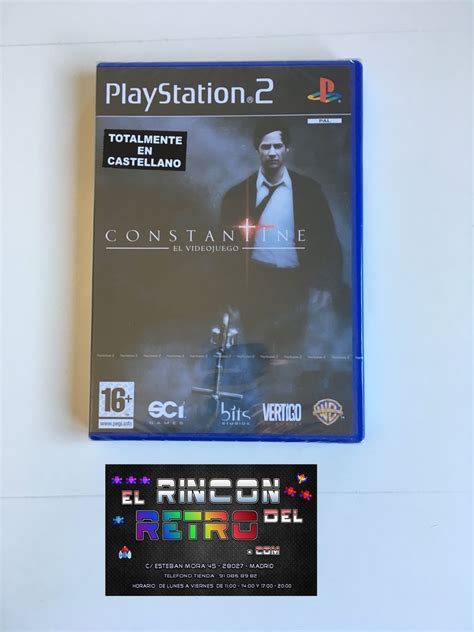 PlayStation®2
PAL
TOTALMENTE
EN
CASTELLANO
CONSTANTINE
EL VIDEOJUEGO
16+
www.pegi.info
SCi
GAMES
bits
studios
VERTIGO
WB
EL RINCON
RETRO DEL
.COM
C/ ESTEBAN MORA 45 - 28027 - MADRID
TELEFONO TIENDA: 91 086 89 82
HORARIO DE LUNES A VIERNES DE 11:00 - 14:00 Y 17:00 - 20:00